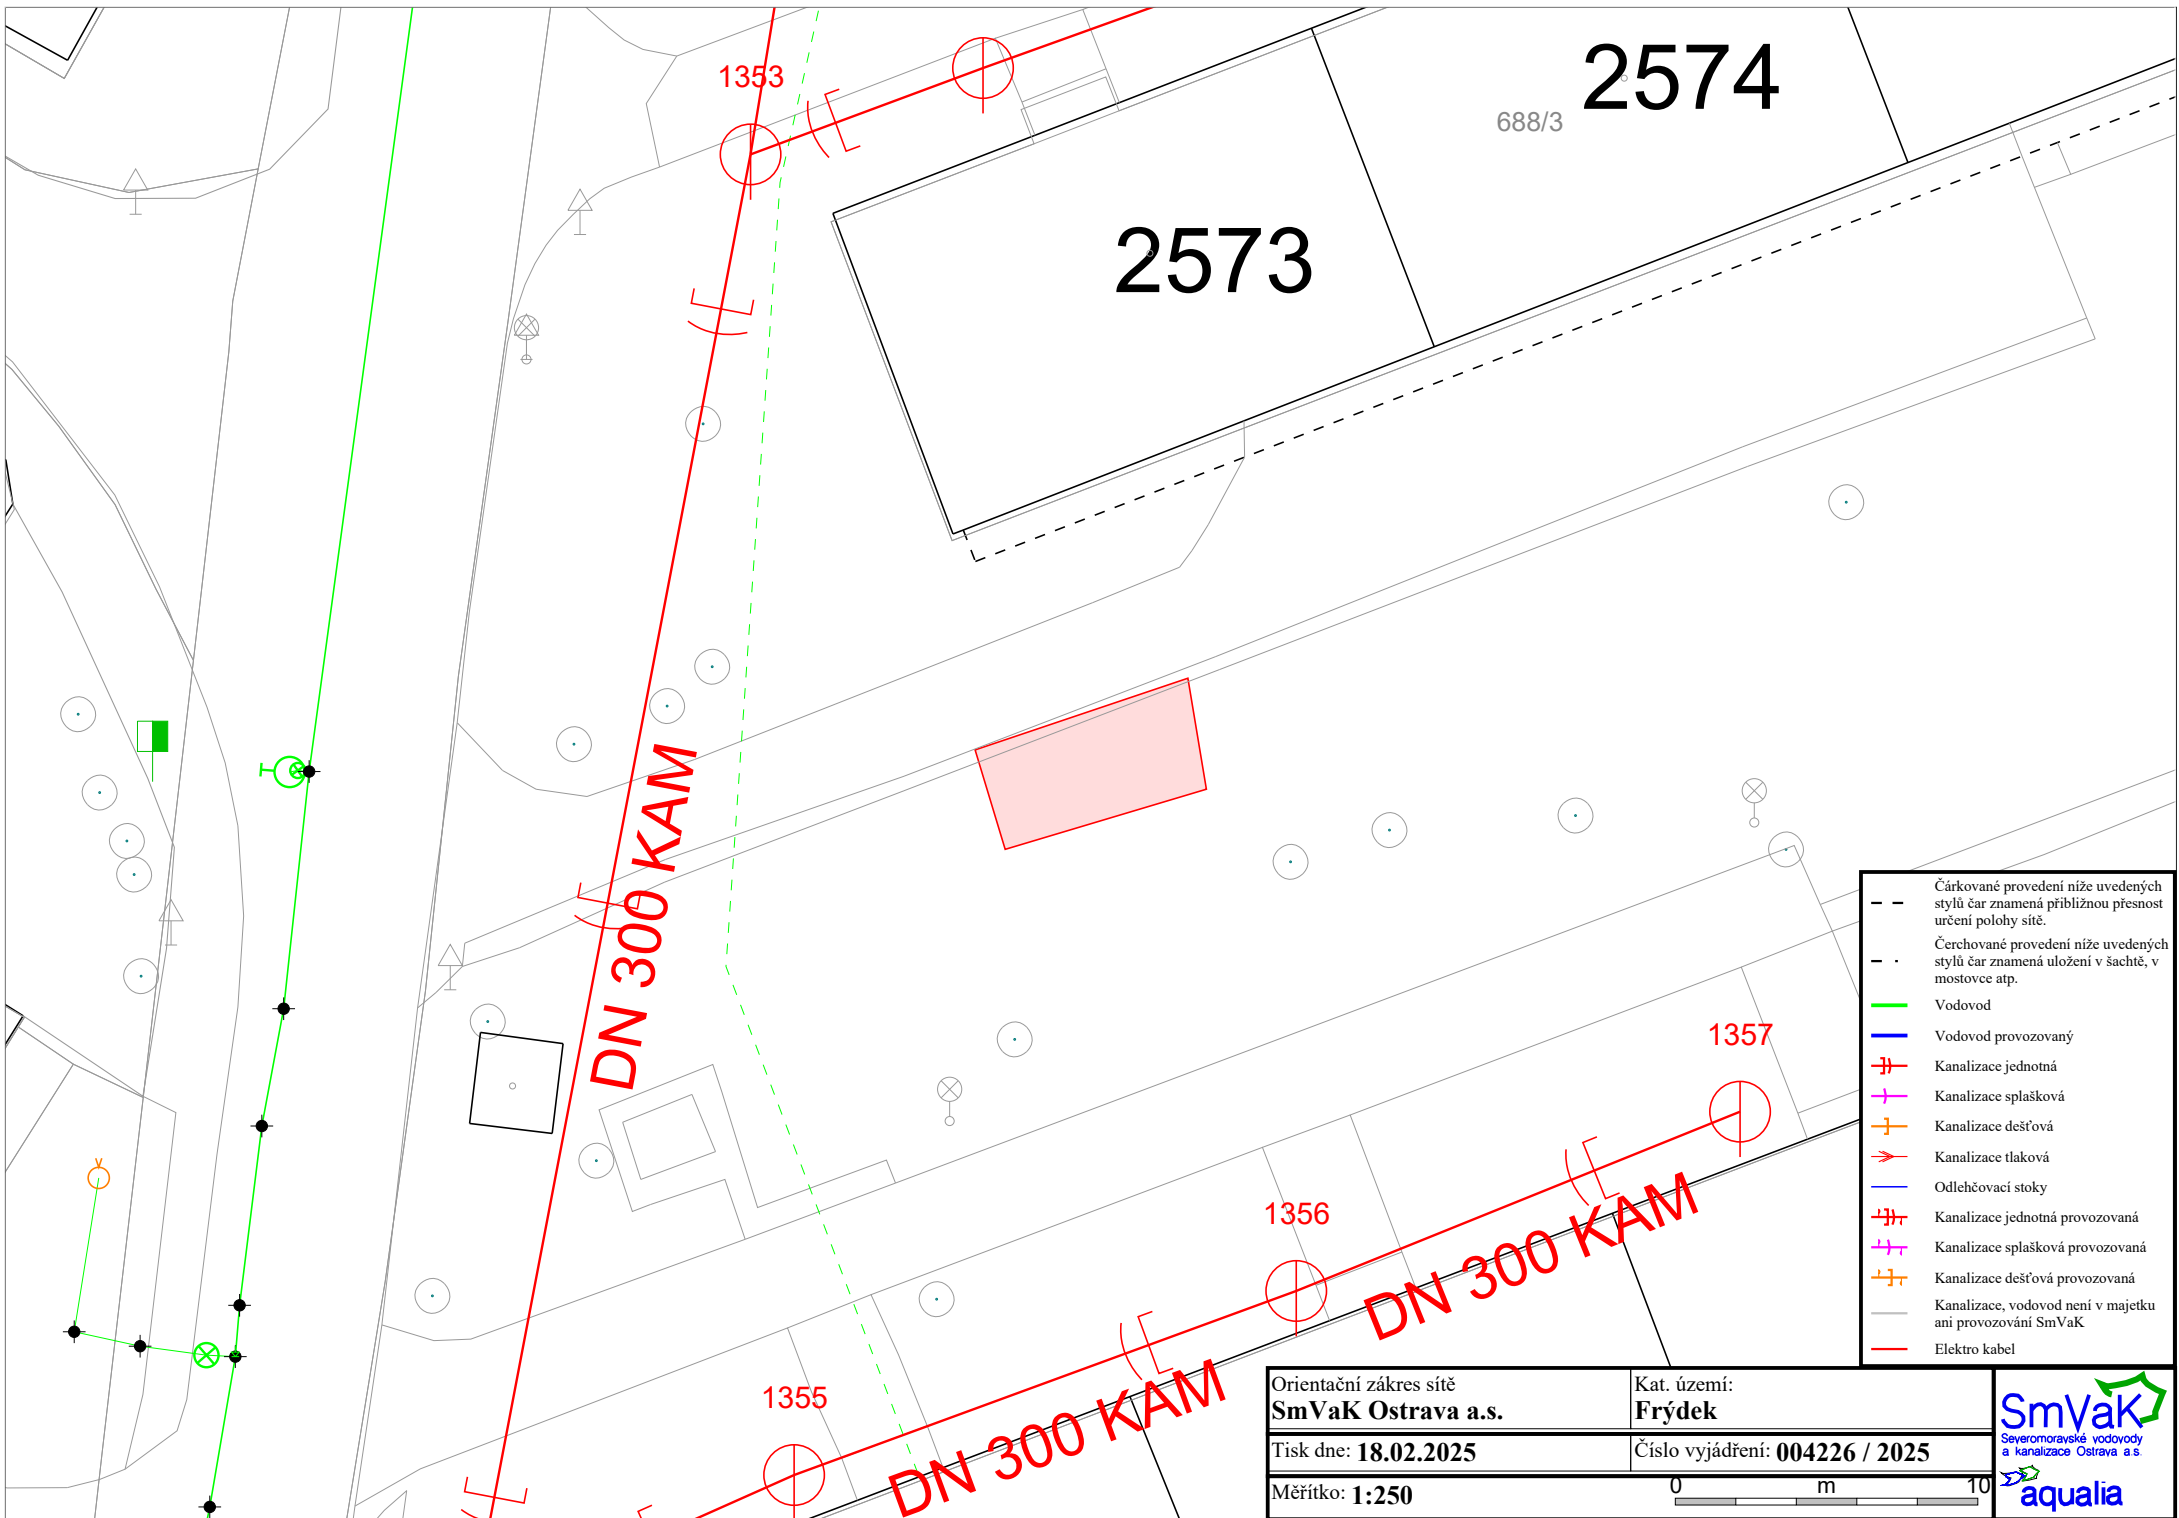 1353
2574
688/3
2573
DN 300 KAM
1357
1356
DN 300 KAM
1355
DN 300 KAM
Čárkované provedení níže uvedených
stylů čar znamená přibližnou přesnost
určení polohy sítě.
Čerchované provedení níže uvedených
stylů čar znamená uložení v šachtě, v
mostovce atp.
Vodovod
Vodovod provozovaný
Kanalizace jednotná
Kanalizace splašková
Kanalizace dešťová
Kanalizace tlaková
Odlehčovací stoky
Kanalizace jednotná provozovaná
Kanalizace splašková provozovaná
Kanalizace dešťová provozovaná
Kanalizace, vodovod není v majetku
ani provozování SmVaK
Elektro kabel
Orientační zákres sítě
SmVaK Ostrava a.s.
Kat. území:
Frýdek
Tisk dne: 18.02.2025
Číslo vyjádření: 004226 / 2025
Měřítko: 1:250
0 m 10
SmVaK
Severomoravské vodovody
a kanalizace Ostrava a.s.
aqualia